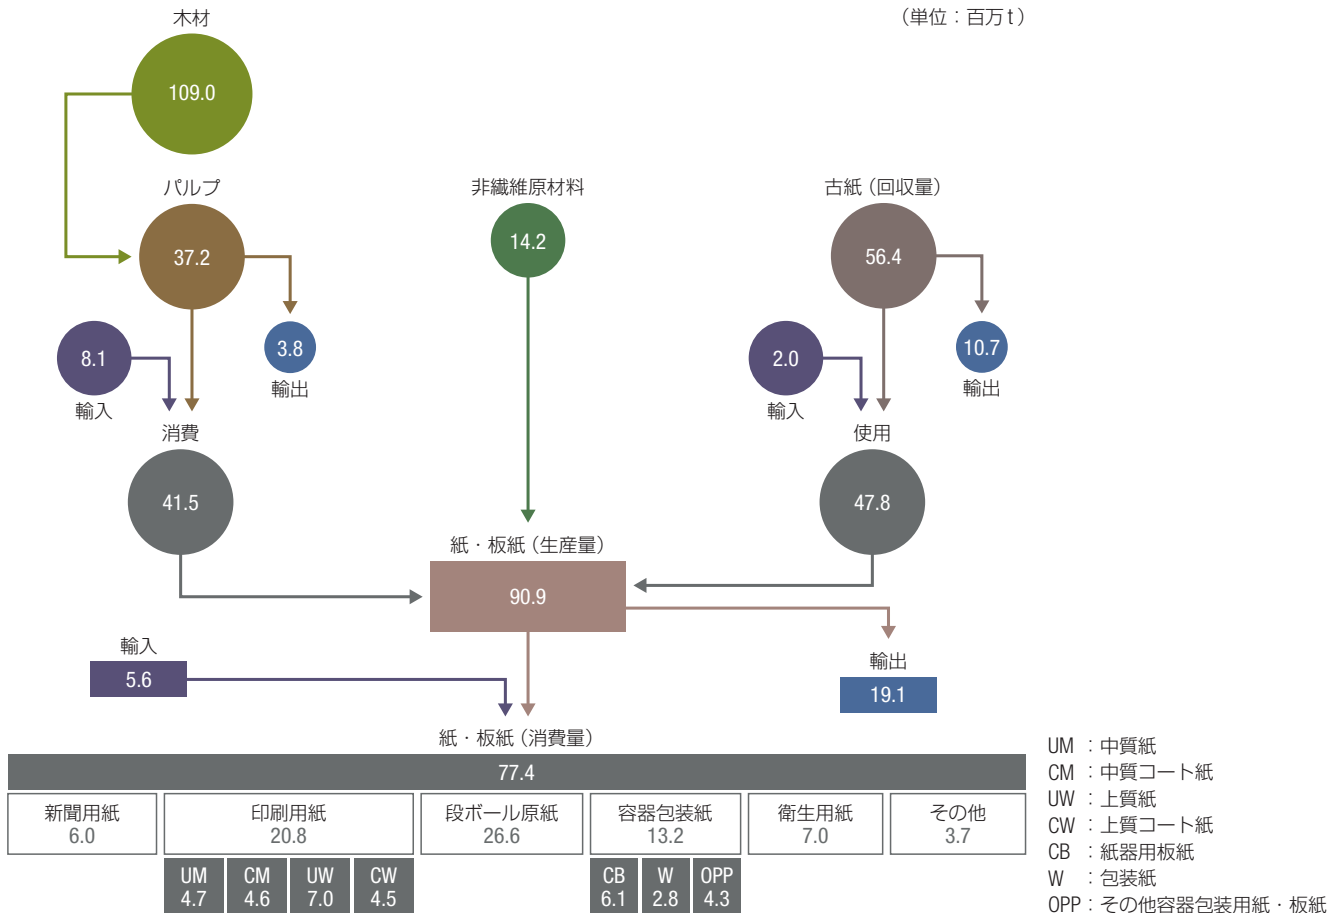 木材
(単位：百万t)
109.0
パルプ
非繊維原材料
古紙(回収量)
37.2
14.2
56.4
8.1
3.8
2.0
10.7
輸入
輸出
輸入
輸出
消費
使用
41.5
47.8
紙・板紙(生産量)
90.9
輸入
5.6
輸出
19.1
紙・板紙(消費量)
77.4
新聞用紙
6.0
印刷用紙
20.8
段ボール原紙
26.6
容器包装紙
13.2
衛生用紙
7.0
その他
3.7
UM
4.7
CM
4.6
UW
7.0
CW
4.5
CB
6.1
W
2.8
OPP
4.3
UM：中質紙
CM：中質コート紙
UW：上質紙
CW：上質コート紙
CB：紙器用板紙
W：包装紙
OPP：その他容器包装用紙・板紙